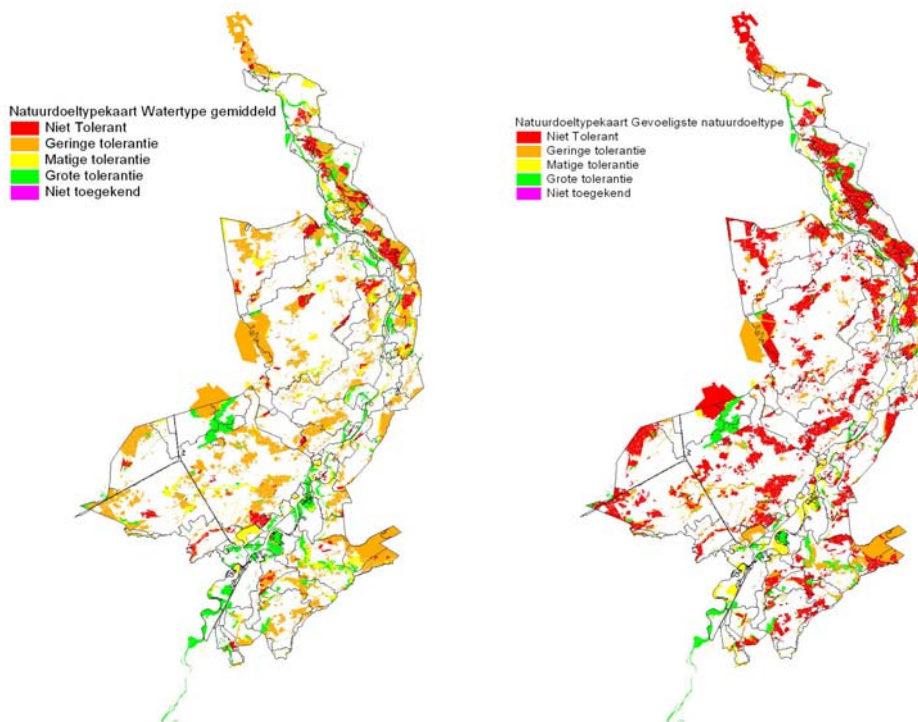 Natuurdoeltypekaart Watertype gemiddeld
Niet Tolerant
Geringe tolerantie
Matige tolerantie
Grote tolerantie
Niet toegekend
Natuurdoeltypekaart Gevoeligste natuurdoeltype
Niet Tolerant
Geringe tolerantie
Matige tolerantie
Grote tolerantie
Niet toegekend